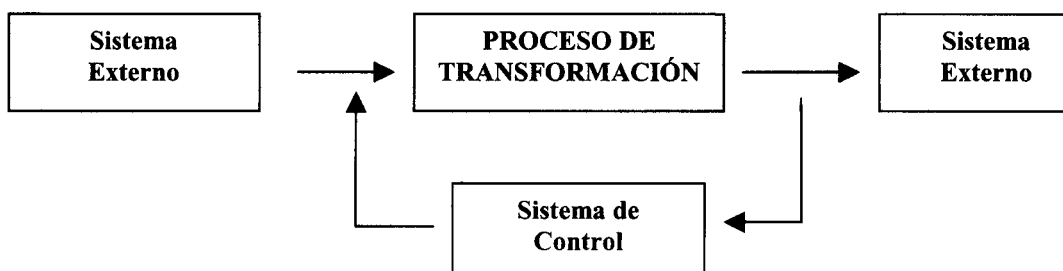 Sistema
Externo
PROCESO DE
TRANSFORMACIÓN
Sistema
Externo
Sistema de
Control